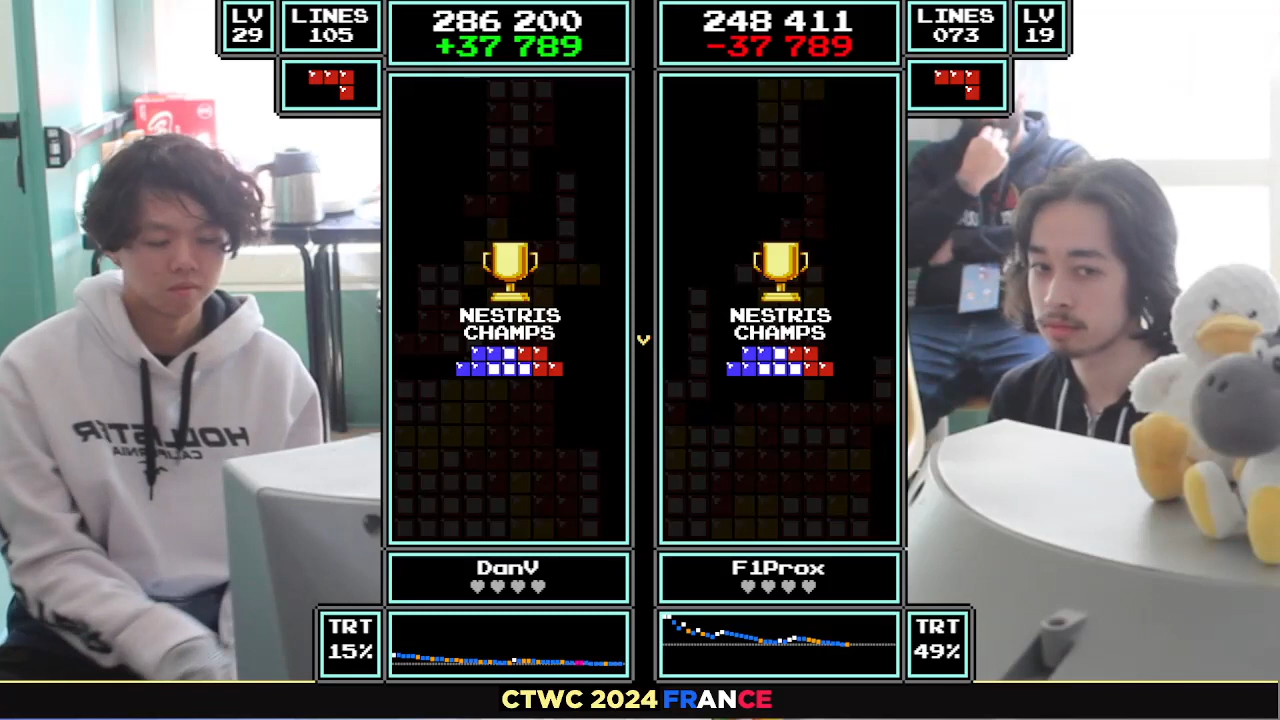 LV
29
LINES
105
286 200
+37 789
248 411
-37 789
LINES
073
LV
19
NESTRIS
CHAMPS
NESTRIS
CHAMPS
HOLLISTER
CALIFORNIA
DanV
F1Prox
TRT
15%
TRT
49%
CTWC 2024 FRANCE